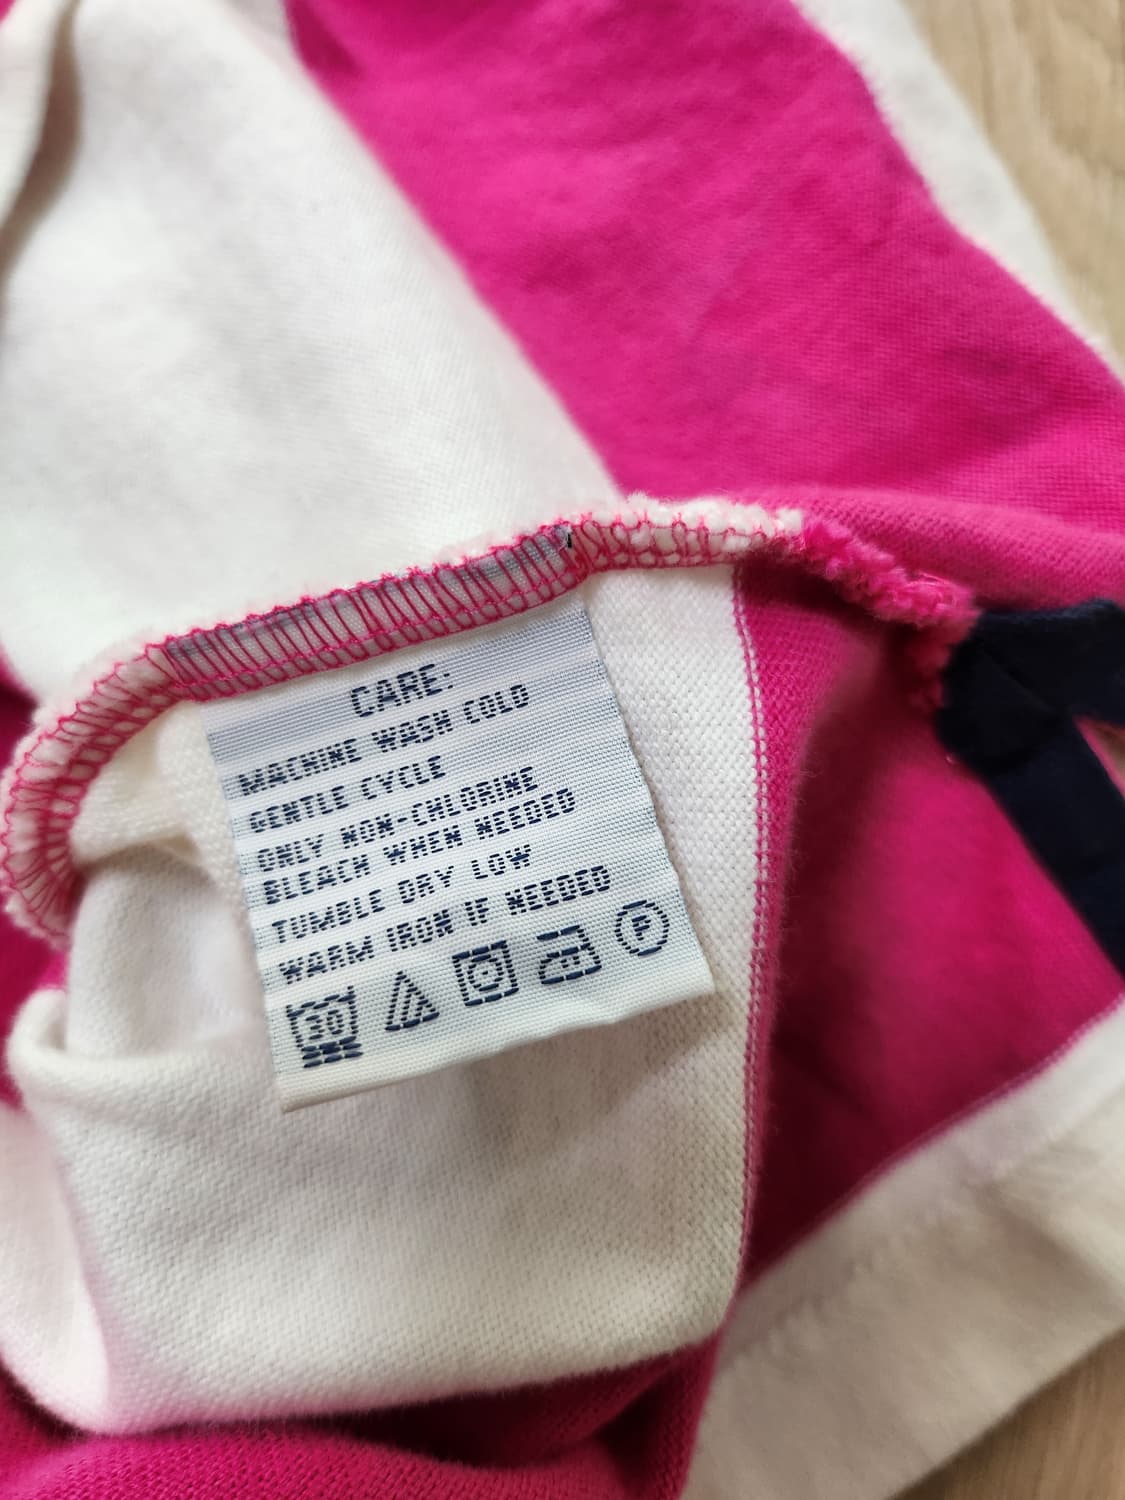 CARE:
MACHINE WASH COLD
GENTLE CYCLE
ONLY NON-CHLORINE
BLEACH WHEN NEEDED
TUMBLE DRY LOW
WARM IRON IF NEEDED
30 P